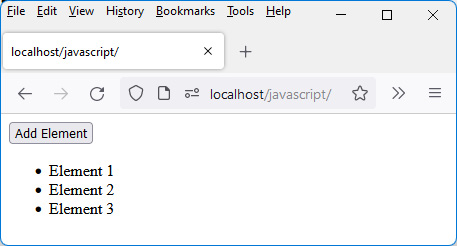 File Edit View History Bookmarks Tools Help
localhost/javascript/
localhost/javascript/
Add Element
Element 1
Element 2
Element 3